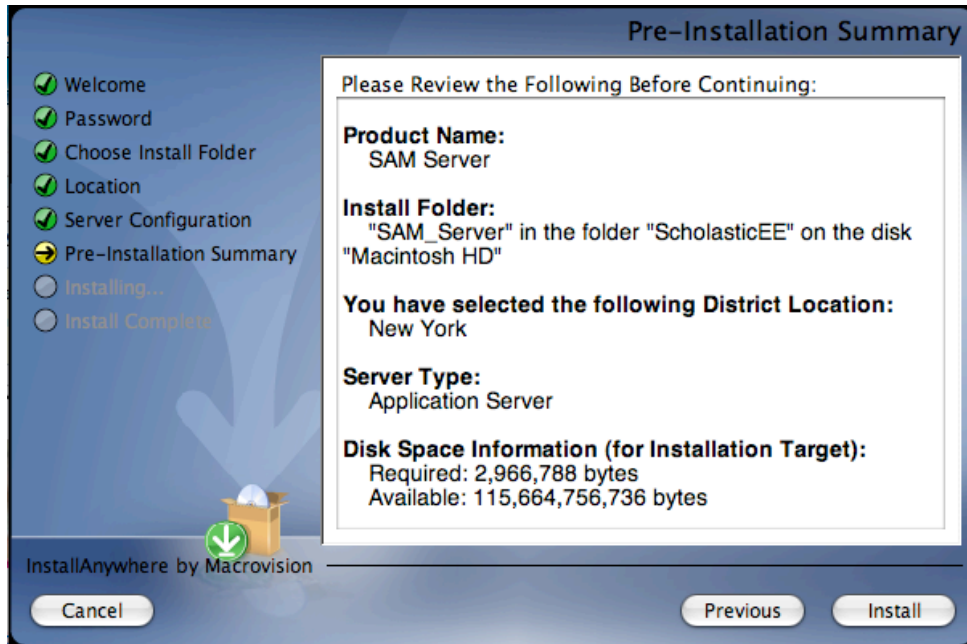 Pre-Installation Summary
Welcome
Password
Choose Install Folder
Location
Server Configuration
Pre-Installation Summary
Installing...
Install Complete
Please Review the Following Before Continuing:
Product Name:
SAM Server
Install Folder:
"SAM_Server" in the folder "ScholasticEE" on the disk
"Macintosh HD"
You have selected the following District Location:
New York
Server Type:
Application Server
Disk Space Information (for Installation Target):
Required: 2,966,788 bytes
Available: 115,664,756,736 bytes
InstallAnywhere by Macrovision
Cancel
Previous
Install